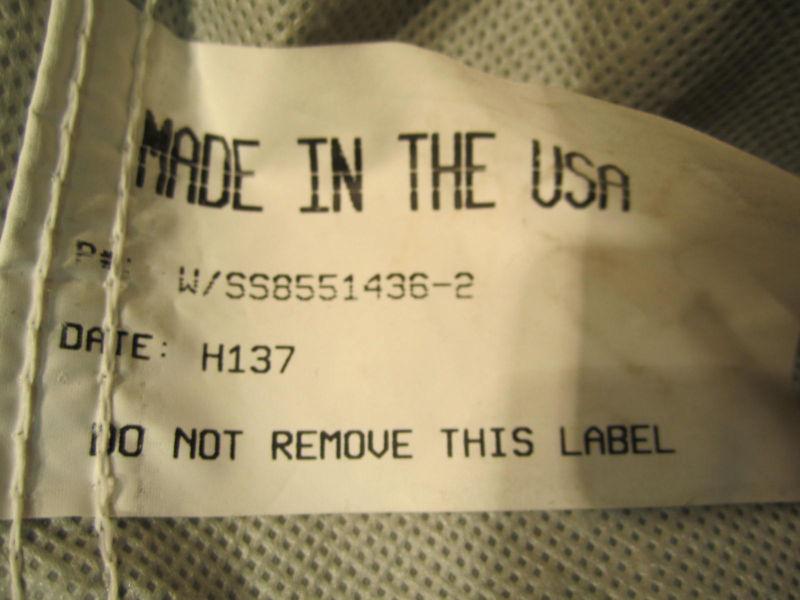 MADE IN THE USA
P#: W/SS8551436-2
DATE: H137
DO NOT REMOVE THIS LABEL